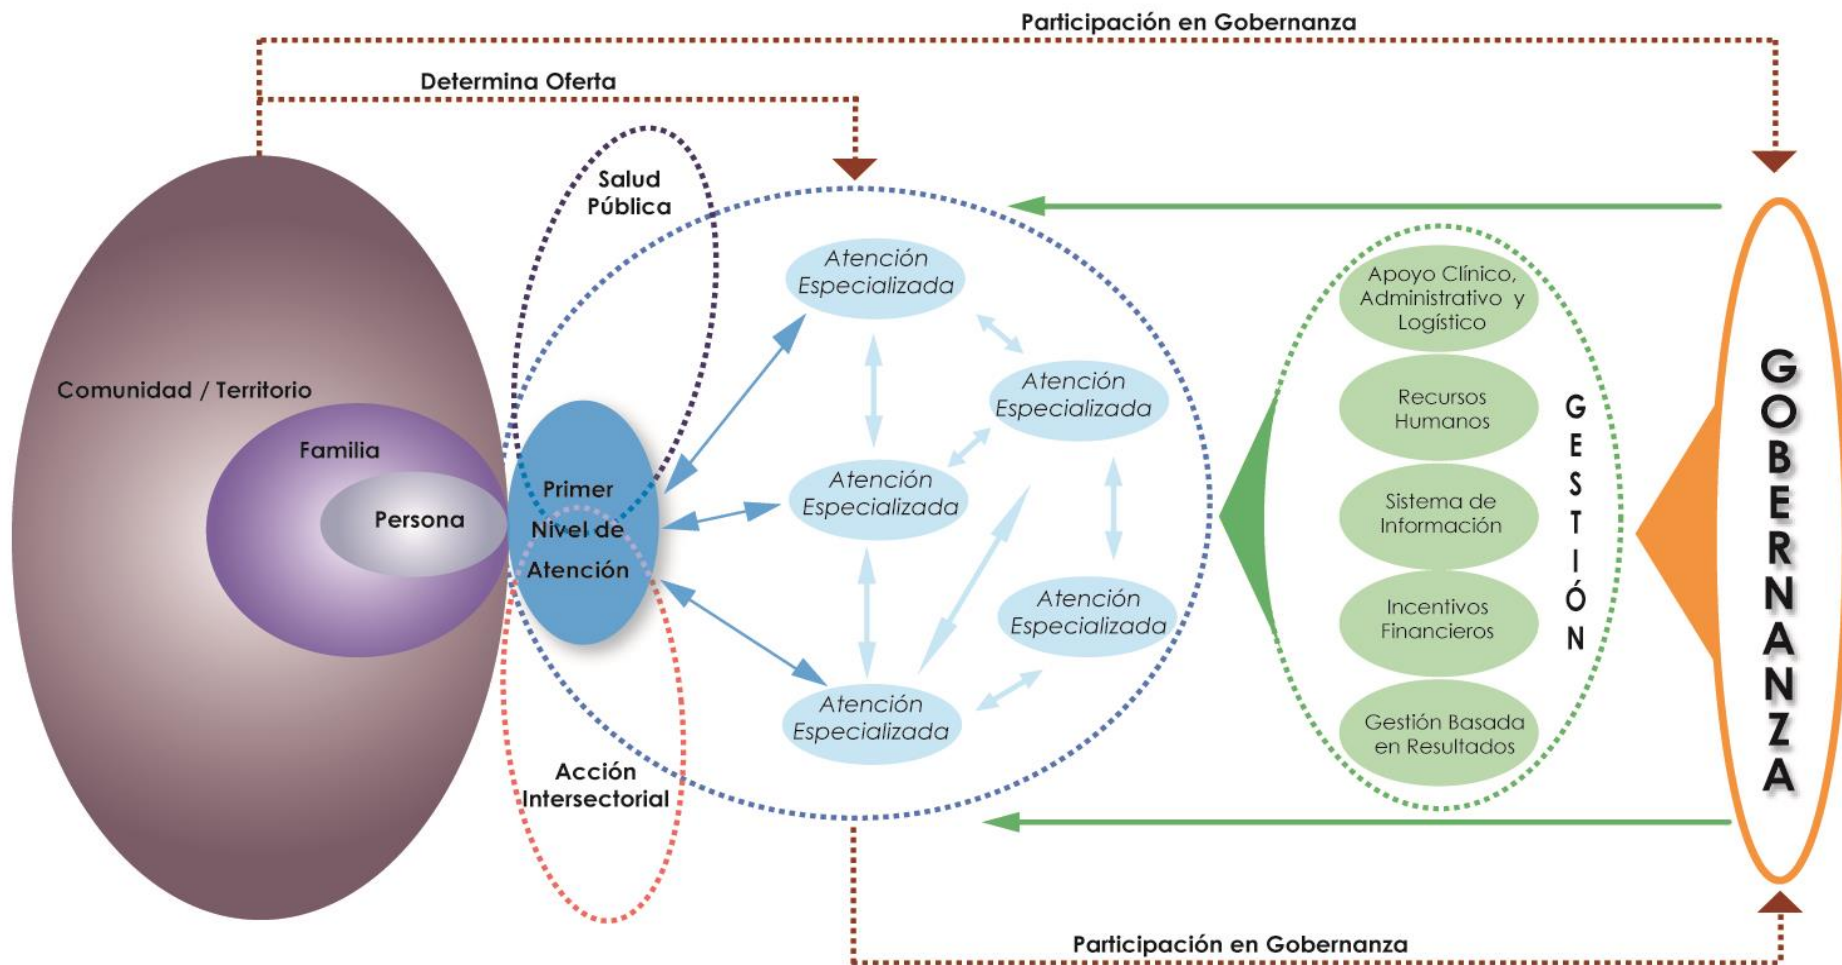 Participación en Gobernanza
Determina Oferta
Salud
Pública
Comunidad / Territorio
Familia
Persona
Primer
Nivel de
Atención
Acción
Intersectorial
Atención
Especializada
Atención
Especializada
Atención
Especializada
Atención
Especializada
Atención
Especializada
Apoyo Clínico,
Administrativo y
Logístico
Recursos
Humanos
Sistema de
Información
Incentivos
Financieros
Gestión Basada
en Resultados
GESTIÓN
GOBERNANZA
Participación en Gobernanza